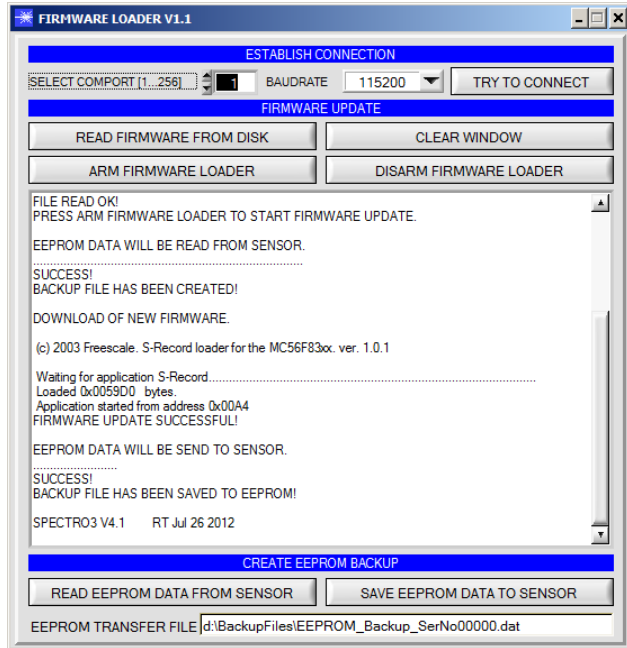 FIRMWARE LOADER V1.1
ESTABLISH CONNECTION
SELECT COMPORT [1...256] 1 BAUDRATE 115200 TRY TO CONNECT
FIRMWARE UPDATE
READ FIRMWARE FROM DISK CLEAR WINDOW
ARM FIRMWARE LOADER DISARM FIRMWARE LOADER
FILE READ OK!
PRESS ARM FIRMWARE LOADER TO START FIRMWARE UPDATE.
EEPROM DATA WILL BE READ FROM SENSOR.
..........................................................................................
SUCCESS!
BACKUP FILE HAS BEEN CREATED!
DOWNLOAD OF NEW FIRMWARE.
(c) 2003 Freescale. S-Record loader for the MC56F83xx. ver. 1.0.1
Waiting for application S-Record.............................................................................................................
Loaded 0x0059D0 bytes.
Application started from address 0x00A4
FIRMWARE UPDATE SUCCESSFUL!
EEPROM DATA WILL BE SEND TO SENSOR.
............................
SUCCESS!
BACKUP FILE HAS BEEN SAVED TO EEPROM!
SPECTRO3 V4.1 RT Jul 26 2012
CREATE EEPROM BACKUP
READ EEPROM DATA FROM SENSOR SAVE EEPROM DATA TO SENSOR
EEPROM TRANSFER FILE d:\BackupFiles\EEPROM_Backup_SerNo00000.dat